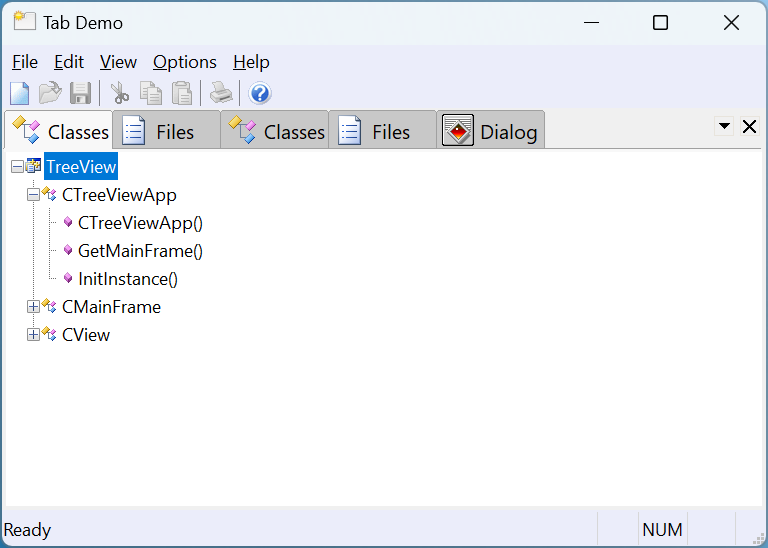 Tab Demo
File Edit View Options Help
Classes Files Classes Files Dialog
TreeView
CTreeViewApp
CTreeViewApp()
GetMainFrame()
InitInstance()
CMainFrame
CView
Ready NUM